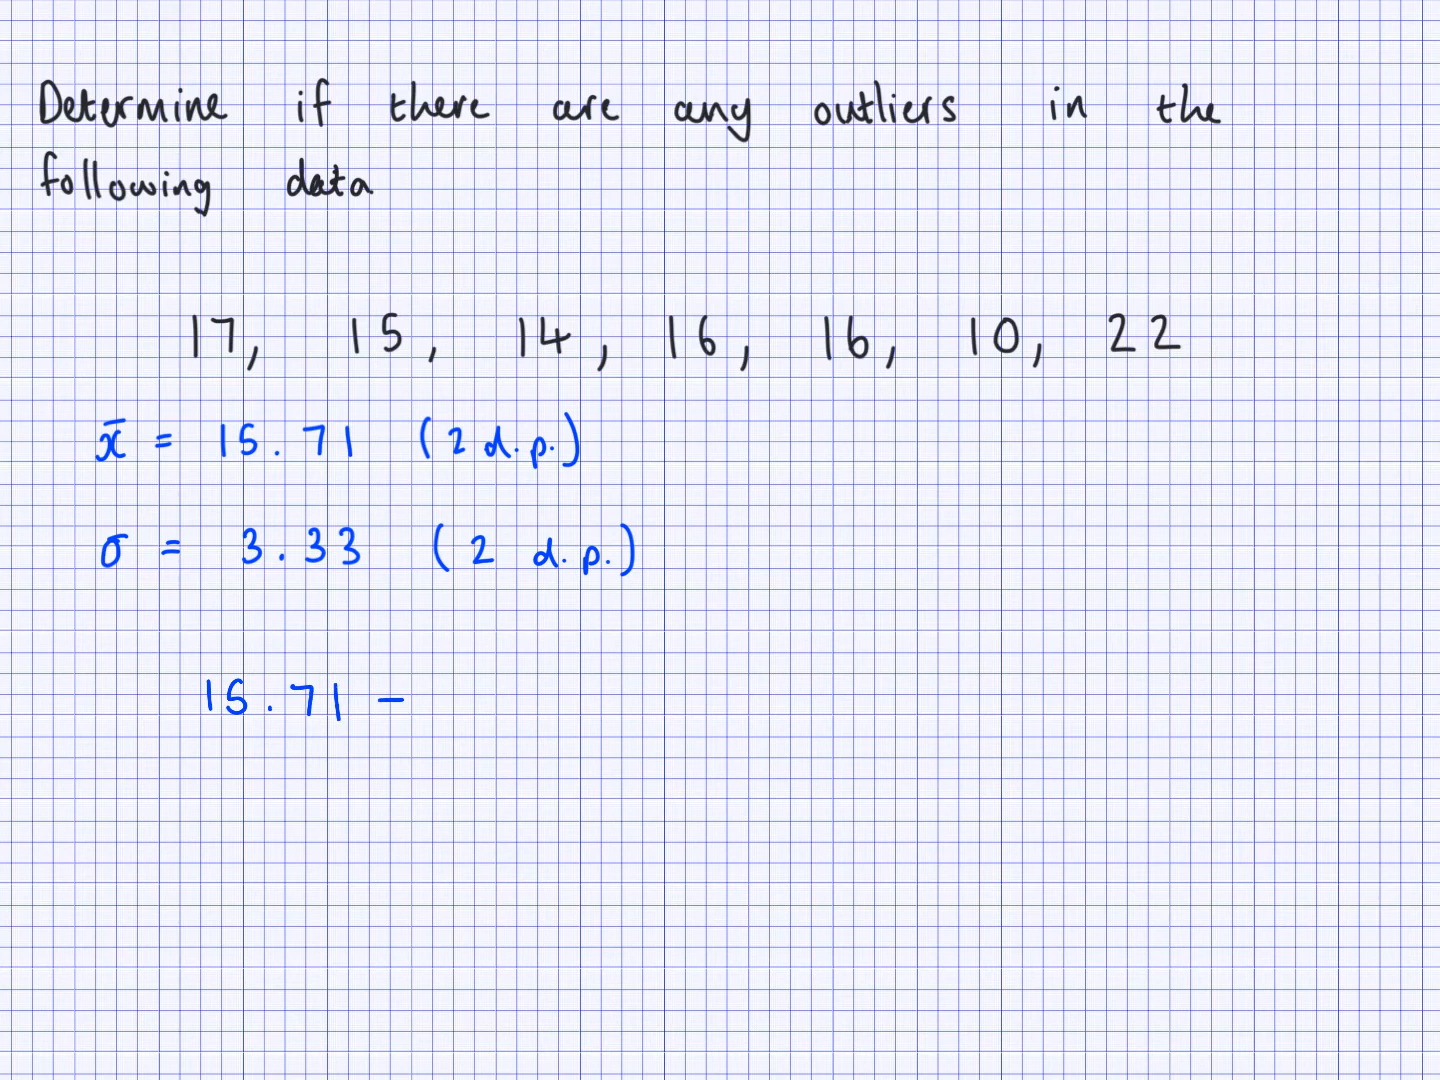 Determine if there are any outliers in the
following data
17, 15, 14, 16, 16, 10, 22
x̄ = 15.71 (2 d.p.)
σ = 3.33 (2 d.p.)
15.71 –